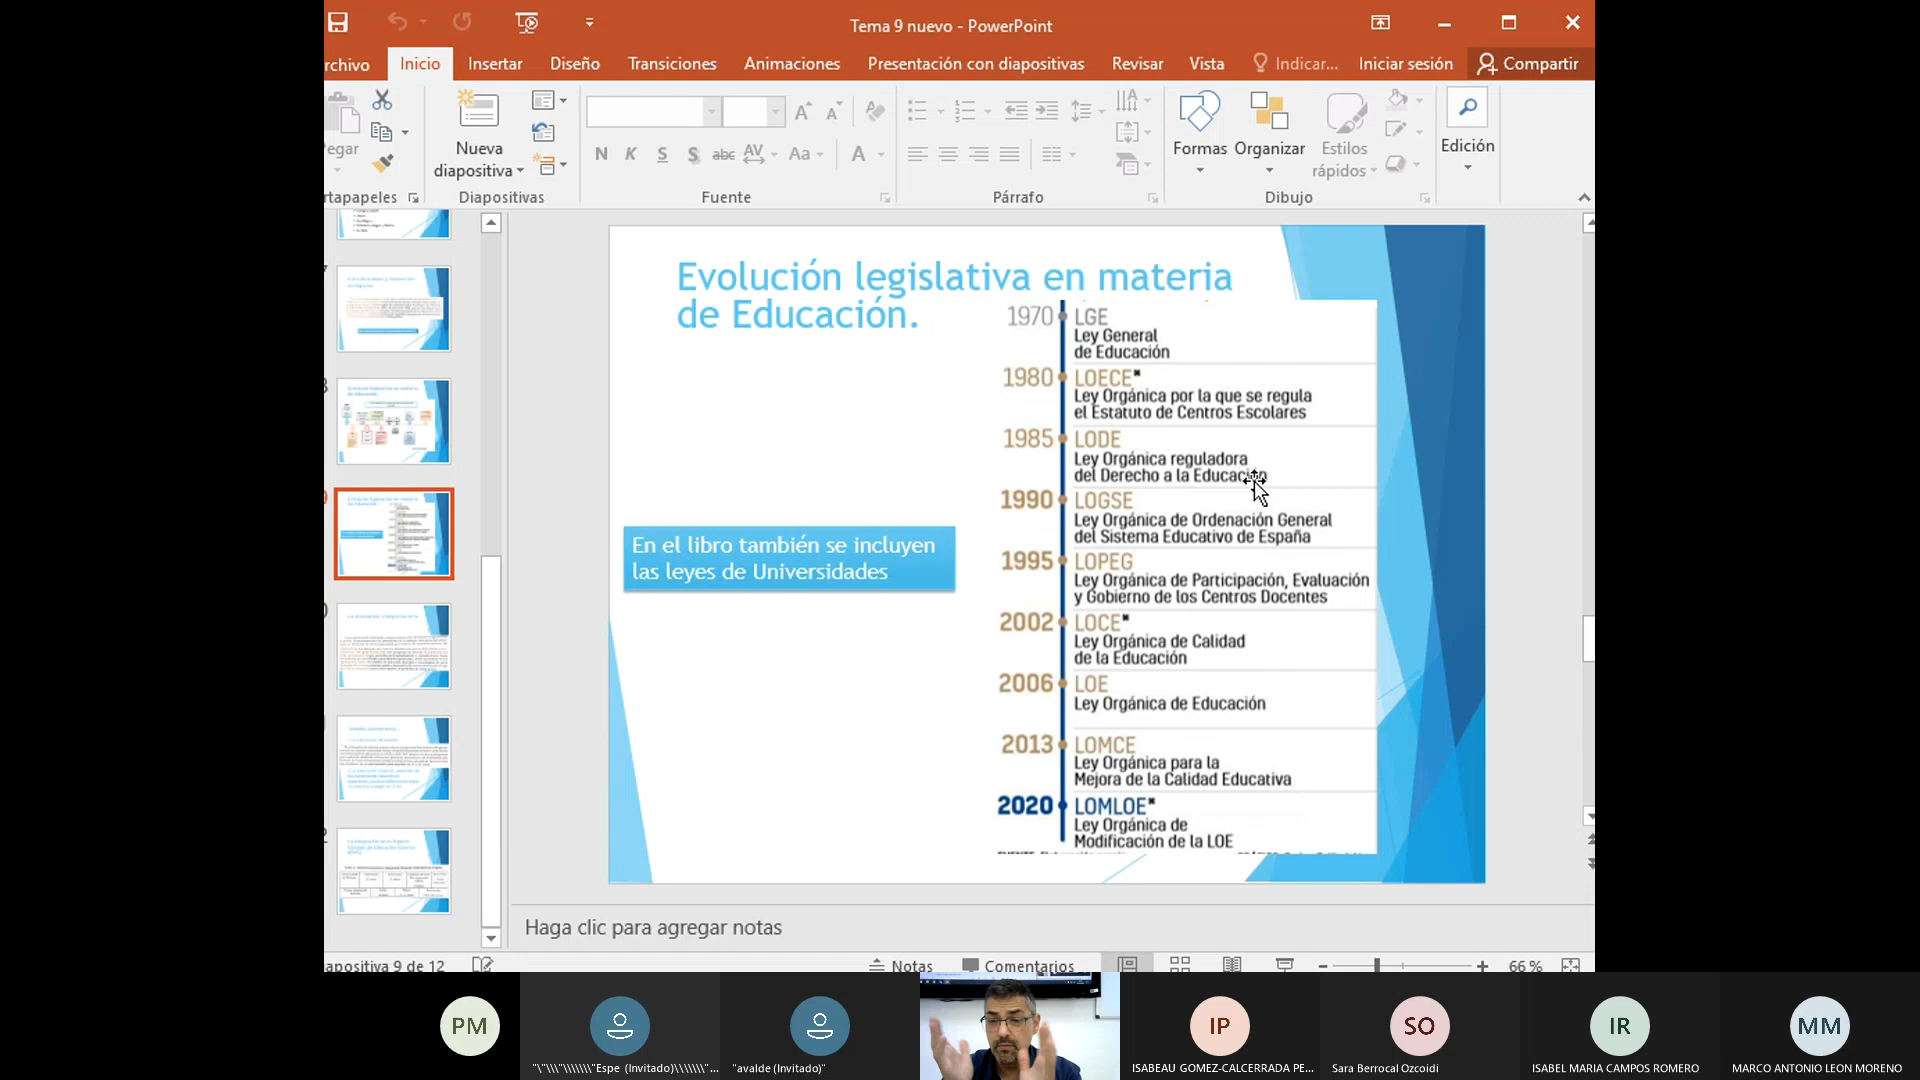 Tema 9 nuevo - PowerPoint
rchivo Inicio Insertar Diseño Transiciones Animaciones Presentación con diapositivas Revisar Vista Indicar... Iniciar sesión Compartir
egar
Nueva
diapositiva
N K S S abc AV Aa A
Formas Organizar Estilos
rápidos
Edición
rtapapeles Diapositivas Fuente Párrafo Dibujo
Evolución legislativa en materia
de Educación.
En el libro también se incluyen
las leyes de Universidades
1970 LGE
Ley General
de Educación
1980 LOECE*
Ley Orgánica por la que se regula
el Estatuto de Centros Escolares
1985 LODE
Ley Orgánica reguladora
del Derecho a la Educación
1990 LOGSE
Ley Orgánica de Ordenación General
del Sistema Educativo de España
1995 LOPEG
Ley Orgánica de Participación, Evaluación
y Gobierno de los Centros Docentes
2002 LOCE*
Ley Orgánica de Calidad
de la Educación
2006 LOE
Ley Orgánica de Educación
2013 LOMCE
Ley Orgánica para la
Mejora de la Calidad Educativa
2020 LOMLOE*
Ley Orgánica de
Modificación de la LOE
Haga clic para agregar notas
apositiva 9 de 12 Notas Comentarios 66 %
PM IP SO IR MM
"\"\\\"\\\\\\\"Espe (Invitado)\\\\\\\"... "avalde (Invitado)" ISABEAU GOMEZ-CALCERRADA PE... Sara Berrocal Ozcoidi ISABEL MARIA CAMPOS ROMERO MARCO ANTONIO LEON MORENO